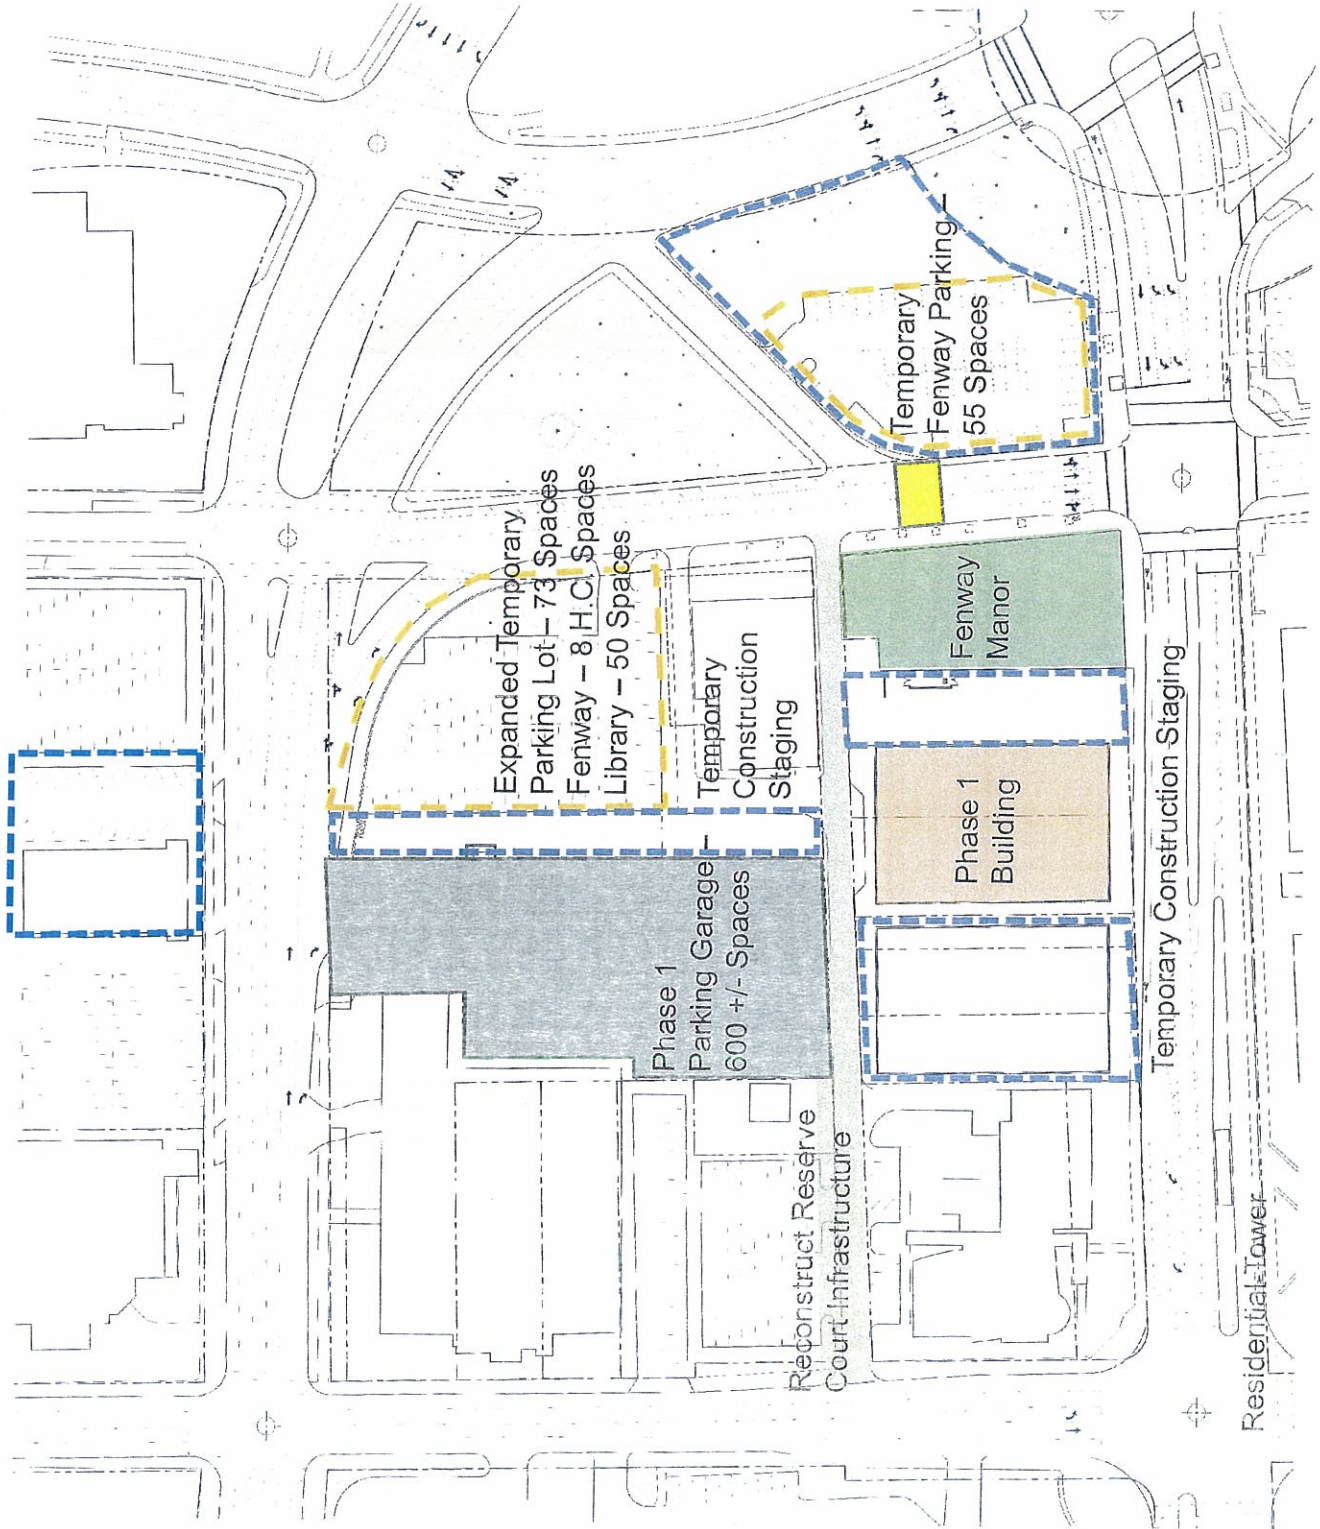 Expanded Temporary
Parking Lot – 73 Spaces
Fenway – 8 H.C. Spaces
Library – 50 Spaces
Temporary
Fenway Parking –
55 Spaces
Temporary
Construction
Staging
Fenway
Manor
Phase 1
Parking Garage –
600 +/- Spaces
Phase 1
Building
Reconstruct Reserve
Court Infrastructure
Temporary Construction Staging
Residential Tower